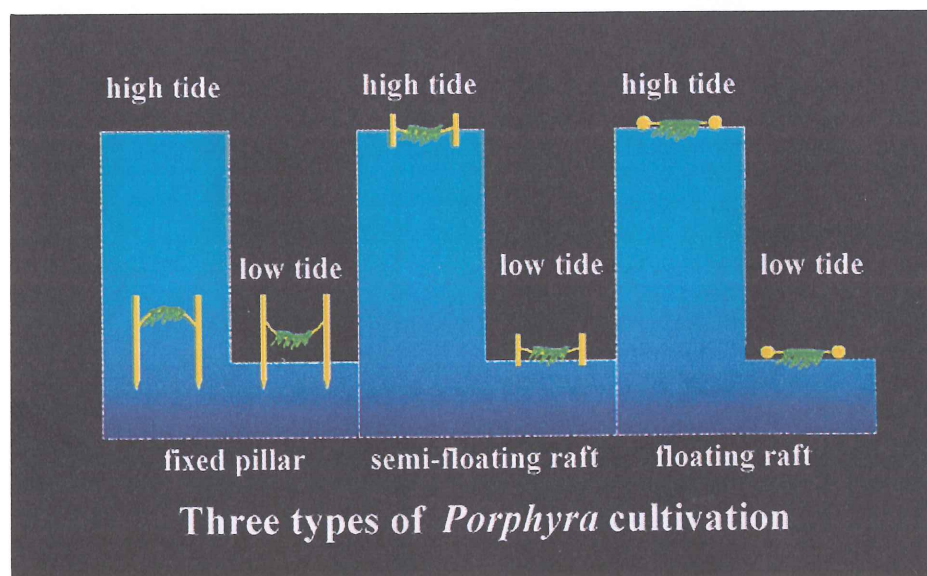 high tide
high tide
high tide
low tide
low tide
low tide
fixed pillar
semi-floating raft
floating raft
Three types of Porphyra cultivation